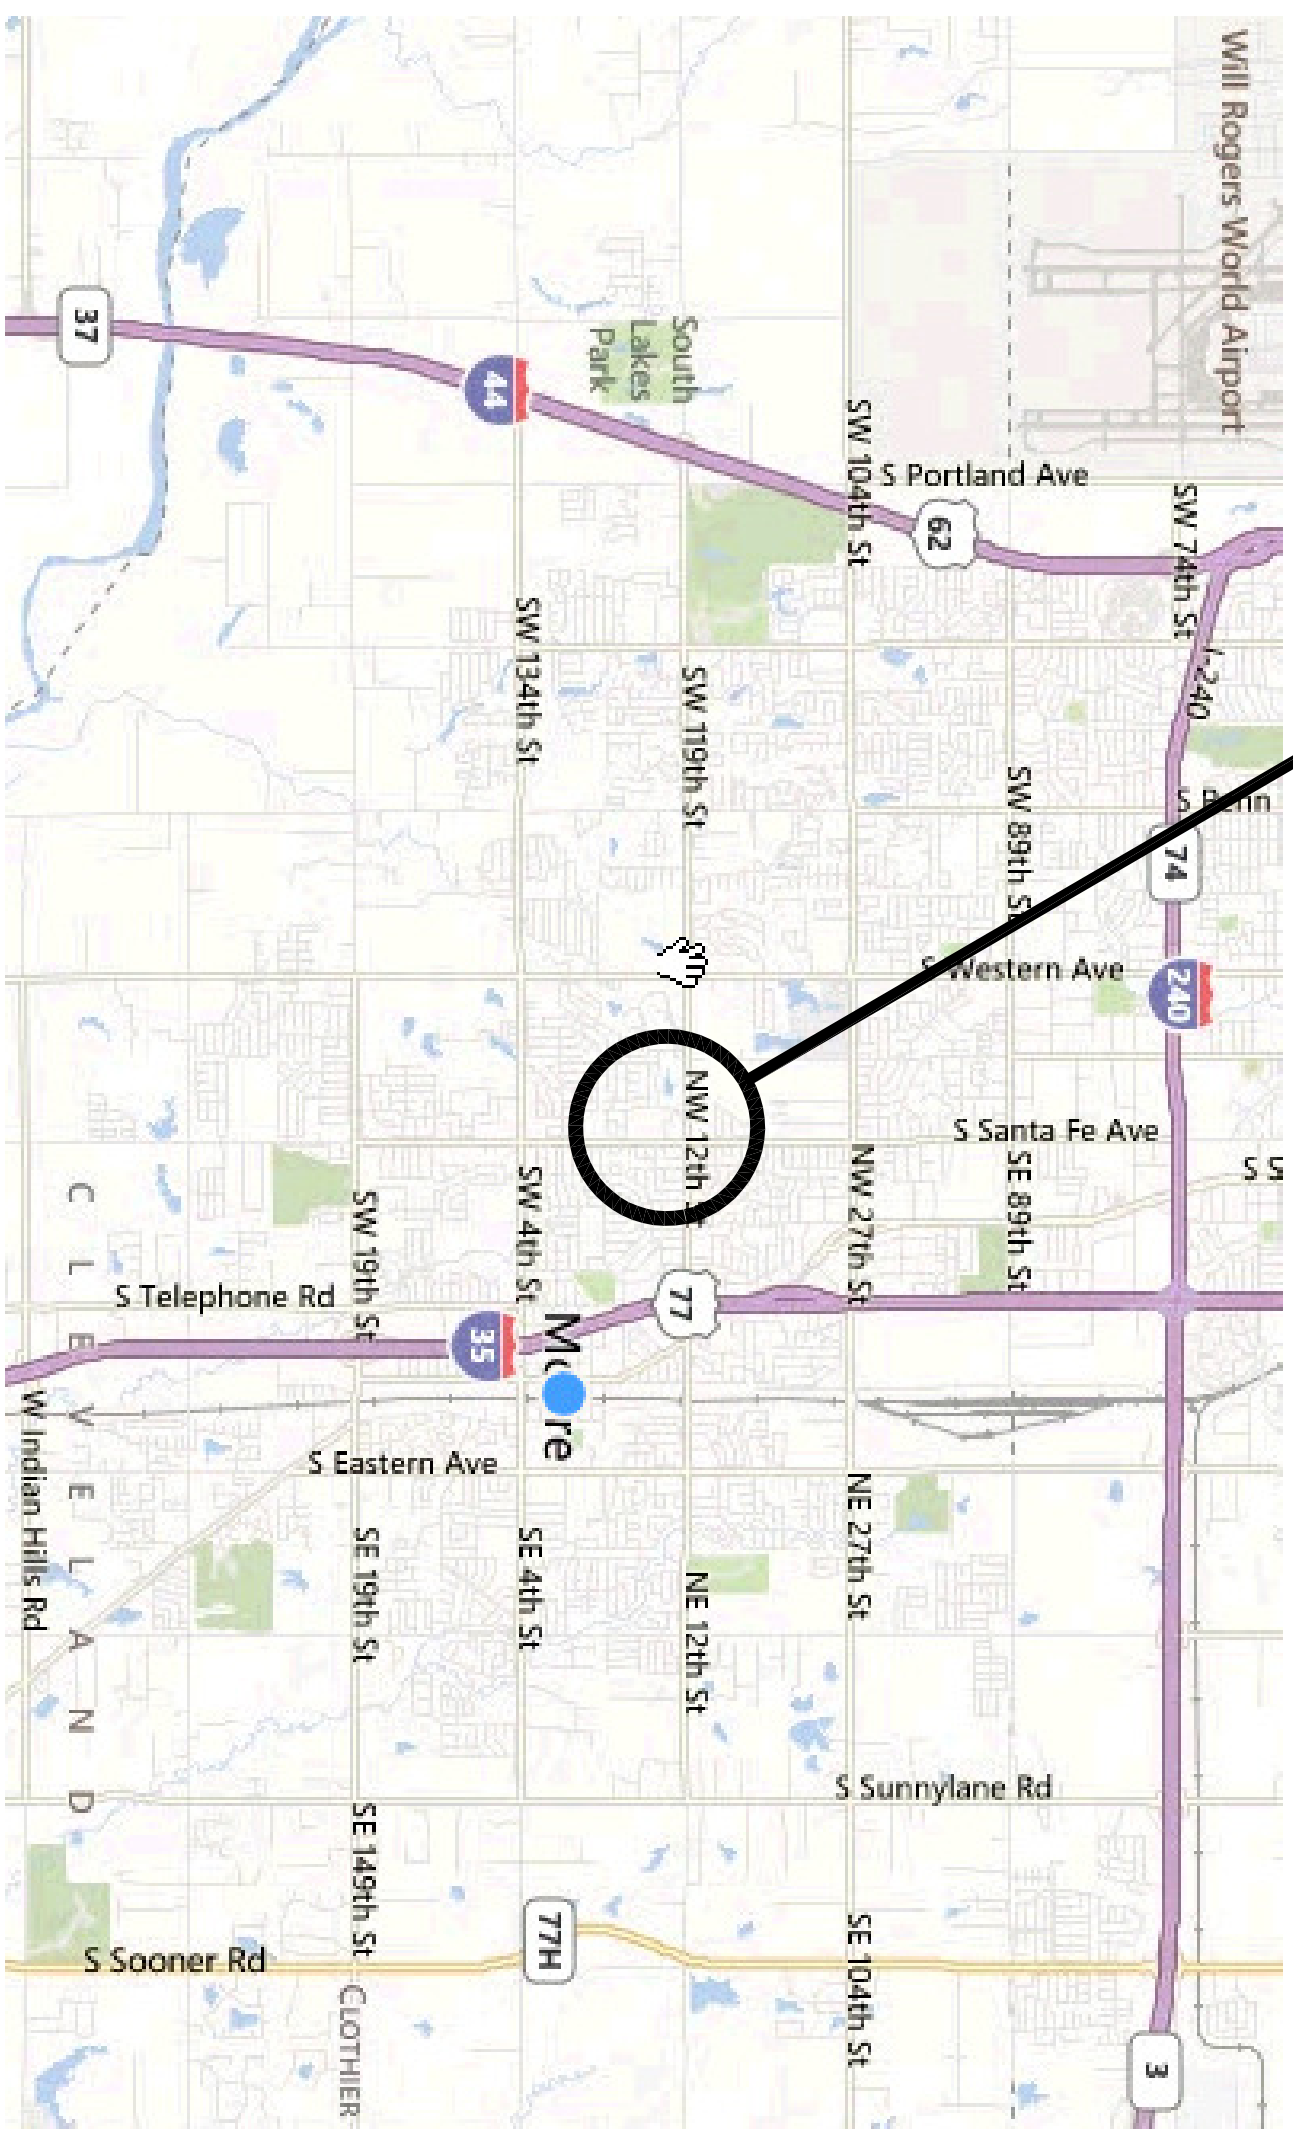 Will Rogers World Airport
37
South
Lakes
Park
44
SW 104th St
S Portland Ave
62
SW 74th St
I-240
SW 134th St
SW 119th St
S Penn
SW 89th St
74
S Western Ave
240
NW 12th St
S Santa Fe Ave
SW 4th St
NW 27th St
SE 89th St
SW 19th St
S Telephone Rd
77
35
Moore
CLEVELAND
W Indian Hills Rd
S Eastern Ave
NE 27th St
SE 19th St
SE 4th St
NE 12th St
S Sunnylane Rd
SE 149th St
77H
SE 104th St
S Sooner Rd
CLOTHIER
3